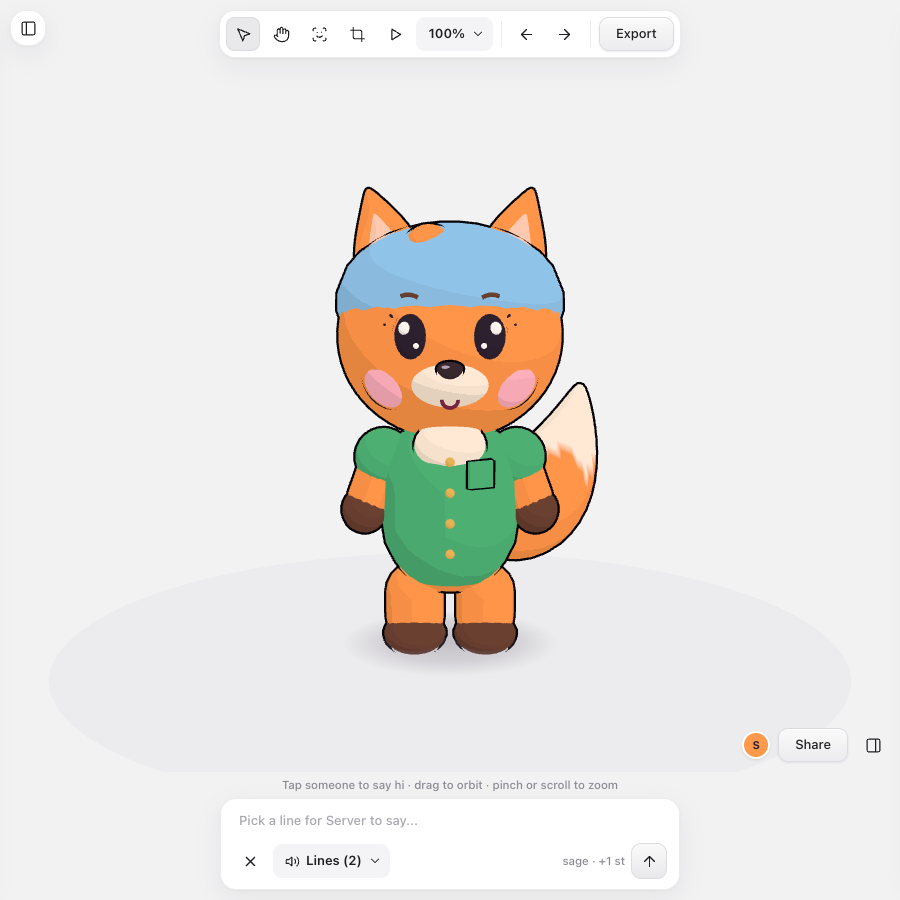 100%
Export
S
Share
Tap someone to say hi · drag to orbit · pinch or scroll to zoom
Pick a line for Server to say...
Lines (2)
sage · +1 st